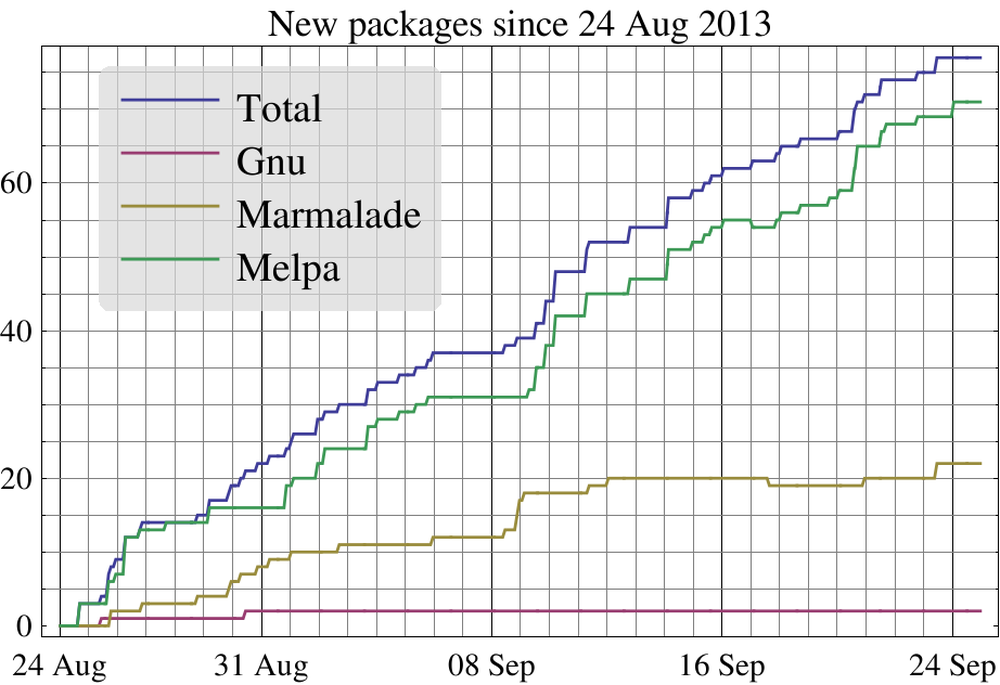 New packages since 24 Aug 2013
Total
Gnu
Marmalade
Melpa
60
40
20
0
24 Aug 31 Aug 08 Sep 16 Sep 24 Sep